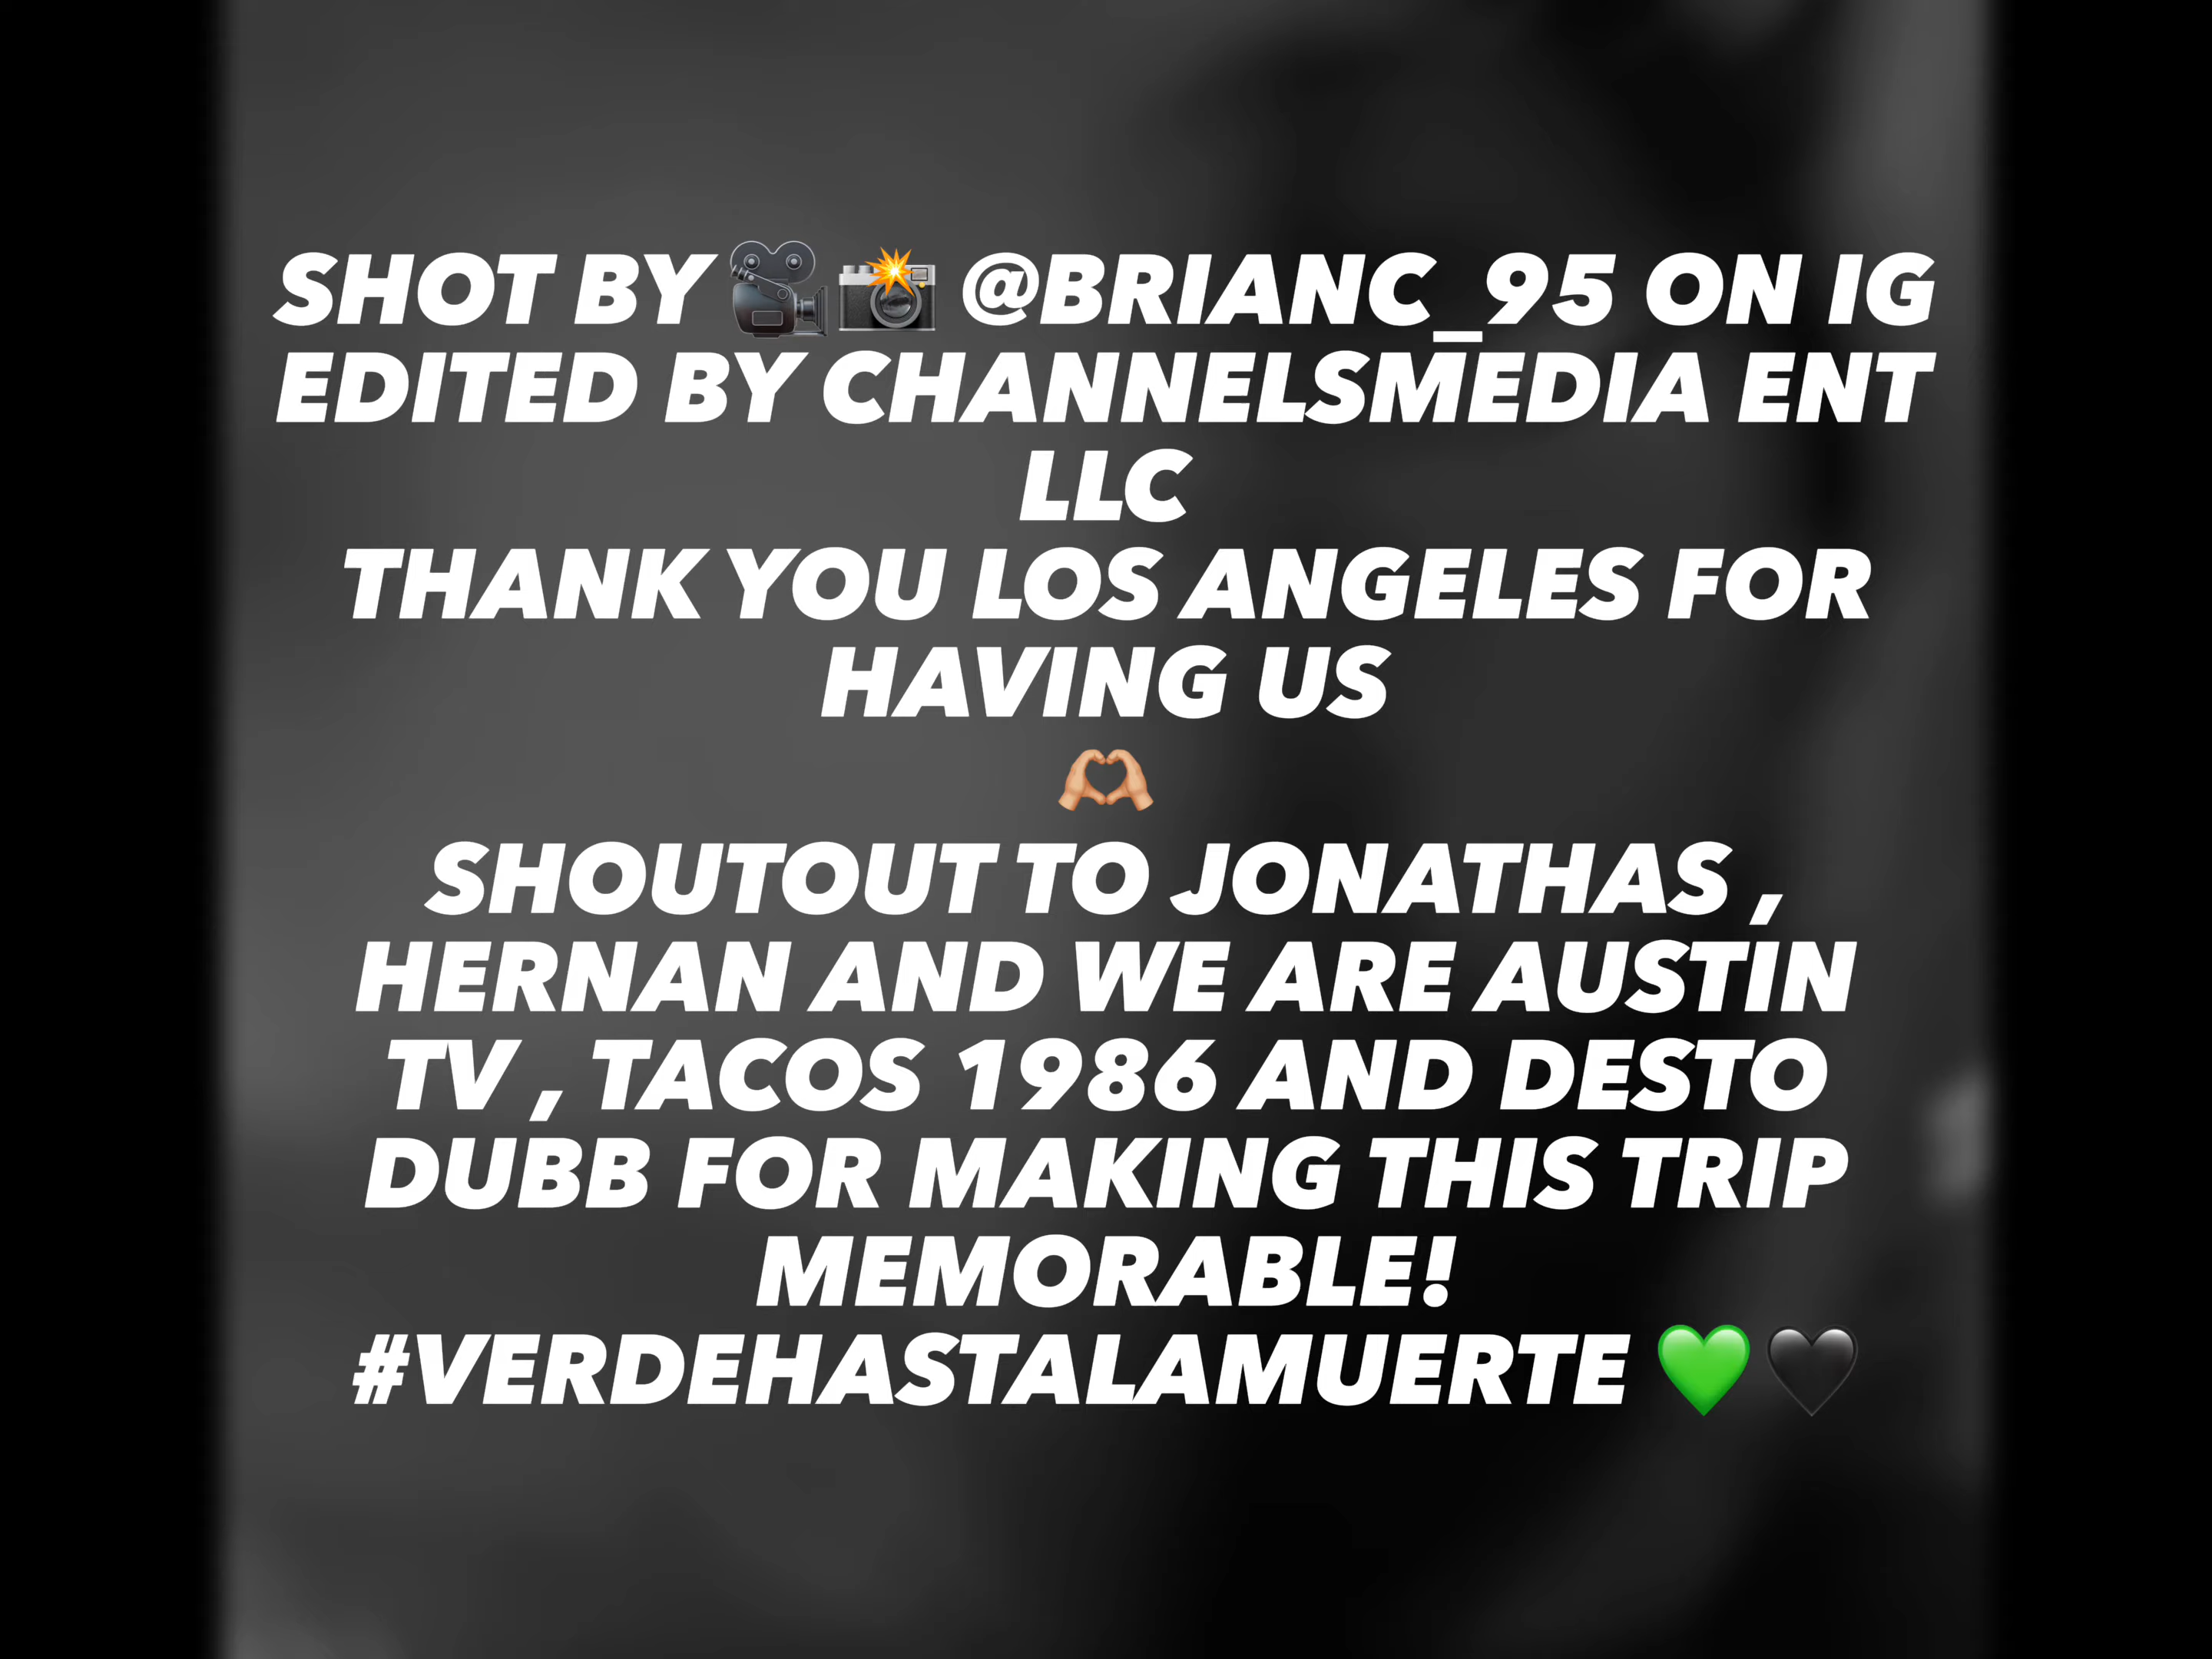 SHOT BY 🎥📸 @BRIANC_95 ON IG
EDITED BY CHANNELSMEDIA ENT
LLC
THANK YOU LOS ANGELES FOR
HAVING US
🫶🏼
SHOUTOUT TO JONATHAS ,
HERNAN AND WE ARE AUSTIN
TV , TACOS 1986 AND DESTO
DUBB FOR MAKING THIS TRIP
MEMORABLE!
#VERDEHASTALAMUERTE 💚🖤